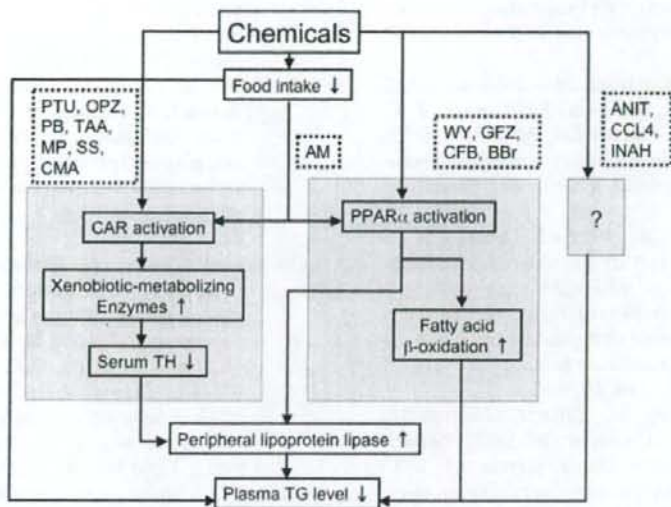 Chemicals
Food intake ↓
PTU, OPZ,
PB, TAA,
MP, SS,
CMA
AM
WY, GFZ,
CFB, BBr
ANIT,
CCL4,
INAH
CAR activation
PPARα activation
?
Xenobiotic-metabolizing
Enzymes ↑
Fatty acid
β-oxidation ↑
Serum TH ↓
Peripheral lipoprotein lipase ↑
Plasma TG level ↓